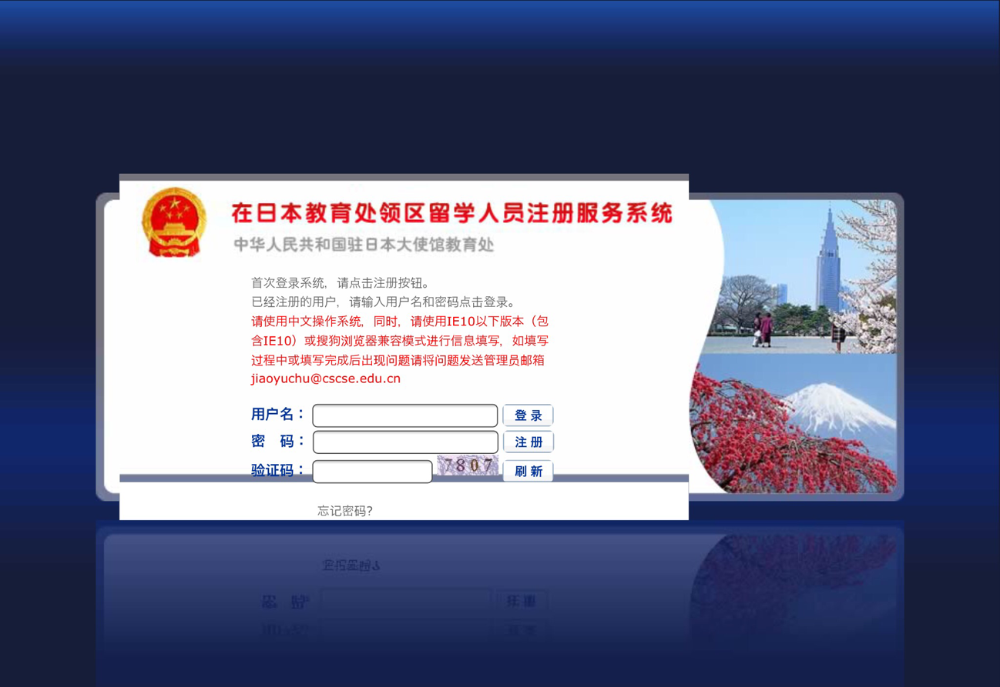 在日本教育处领区留学人员注册服务系统
中华人民共和国驻日本大使馆教育处
首次登录系统，请点击注册按钮。
已经注册的用户，请输入用户名和密码点击登录。
请使用中文操作系统，同时，请使用IE10以下版本（包
含IE10）或搜狗浏览器兼容模式进行信息填写，如填写
过程中或填写完成后出现问题请将问题发送管理员邮箱
jiaoyuchu@cscse.edu.cn
用户名： 登 录
密　码： 注 册
验证码： 7807 刷 新
忘记密码?